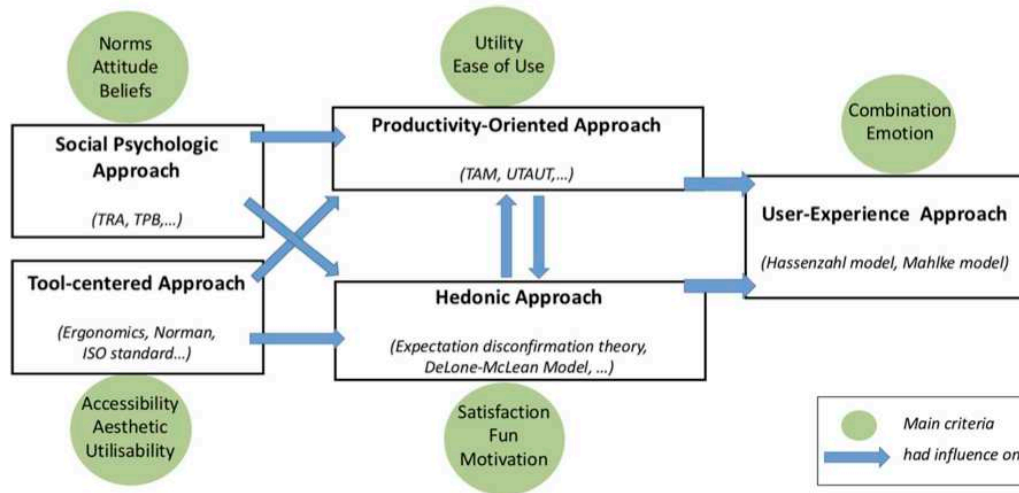 Norms
Attitude
Beliefs
Social Psychologic
Approach
(TRA, TPB,...)
Tool-centered Approach
(Ergonomics, Norman,
ISO standard...)
Accessibility
Aesthetic
Utilisability
Utility
Ease of Use
Productivity-Oriented Approach
(TAM, UTAUT,...)
Hedonic Approach
(Expectation disconfirmation theory,
DeLone-McLean Model, ...)
Satisfaction
Fun
Motivation
Combination
Emotion
User-Experience Approach
(Hassenzahl model, Mahlke model)
Main criteria
had influence on